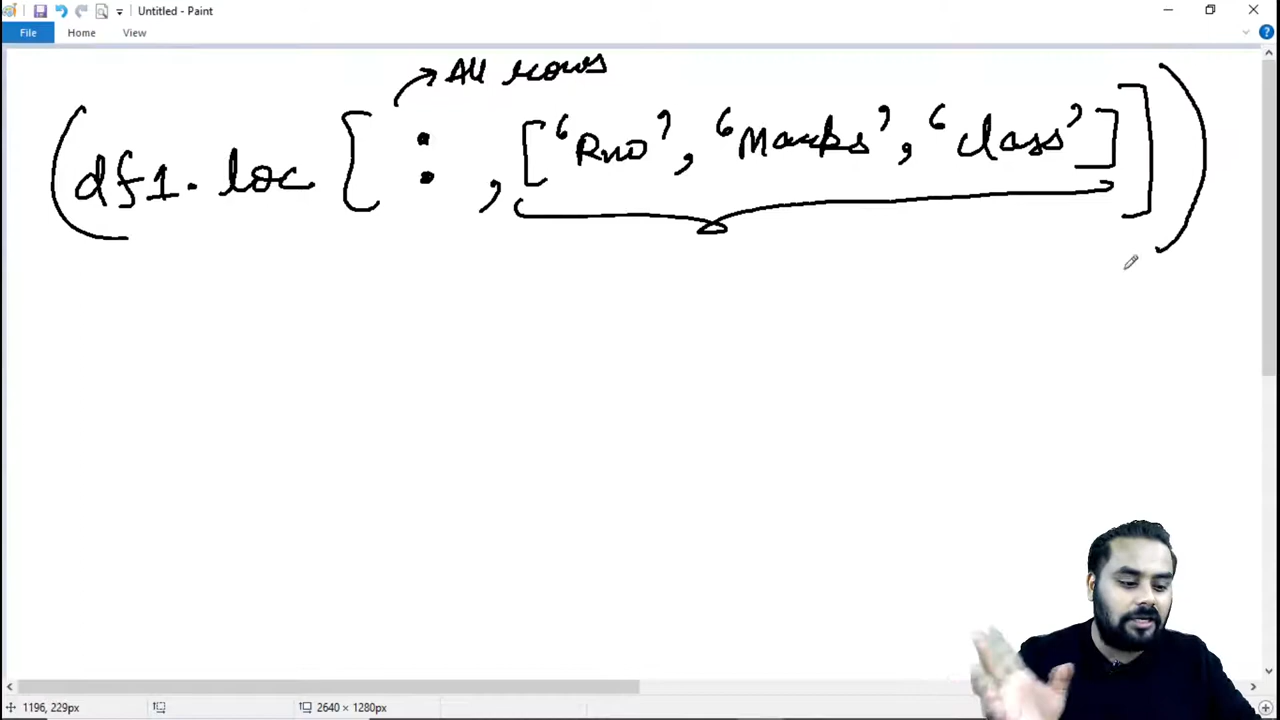 Untitled - Paint
File Home View
All rows
(df1.loc[ : , ['Rno', 'Marks', 'Class']])
1196, 229px 2640 × 1280px